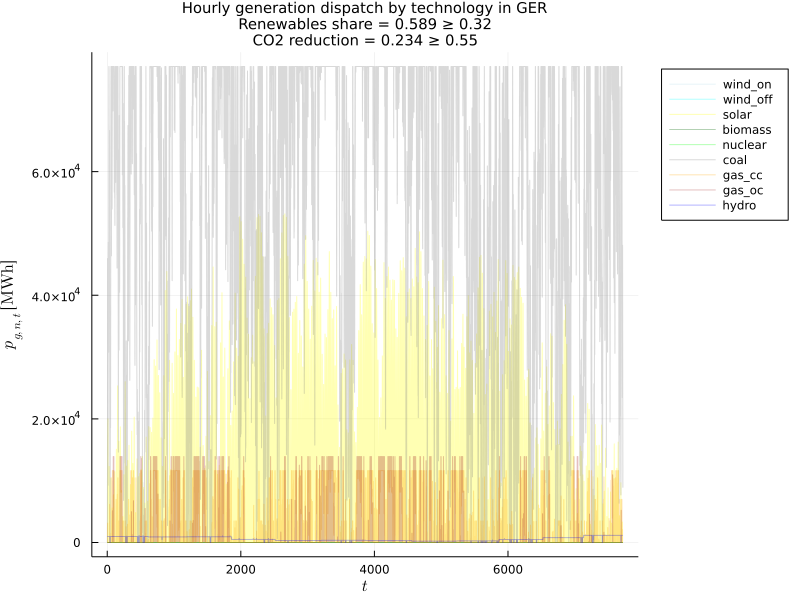 Hourly generation dispatch by technology in GER
Renewables share = 0.589 ≥ 0.32
CO2 reduction = 0.234 ≥ 0.55
p_{g,n,t} [MWh]
6.0×10⁴
4.0×10⁴
2.0×10⁴
0
0 2000 4000 6000
t
wind_on
wind_off
solar
biomass
nuclear
coal
gas_cc
gas_oc
hydro